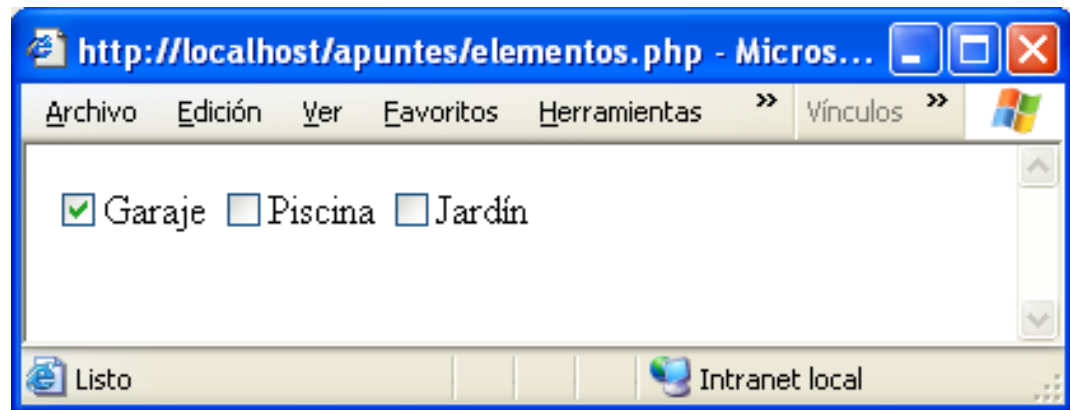 http://localhost/apuntes/elementos.php - Micros...
Archivo Edición Ver Favoritos Herramientas » Vínculos »
Garaje Piscina Jardín
Listo Intranet local